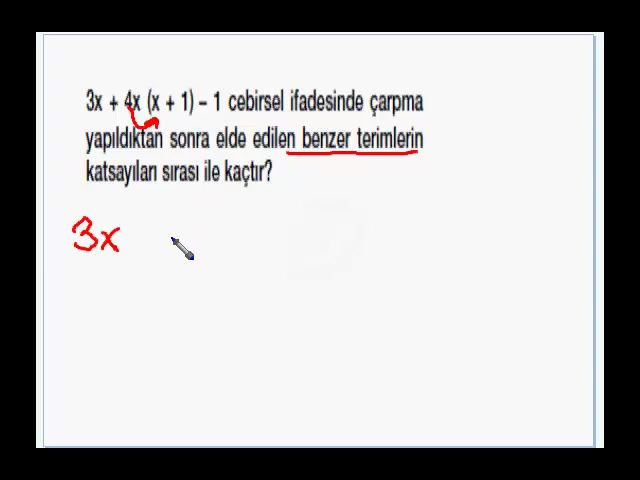 3x + 4x (x + 1) – 1 cebirsel ifadesinde çarpma
yapıldıktan sonra elde edilen benzer terimlerin
katsayıları sırası ile kaçtır?
3x